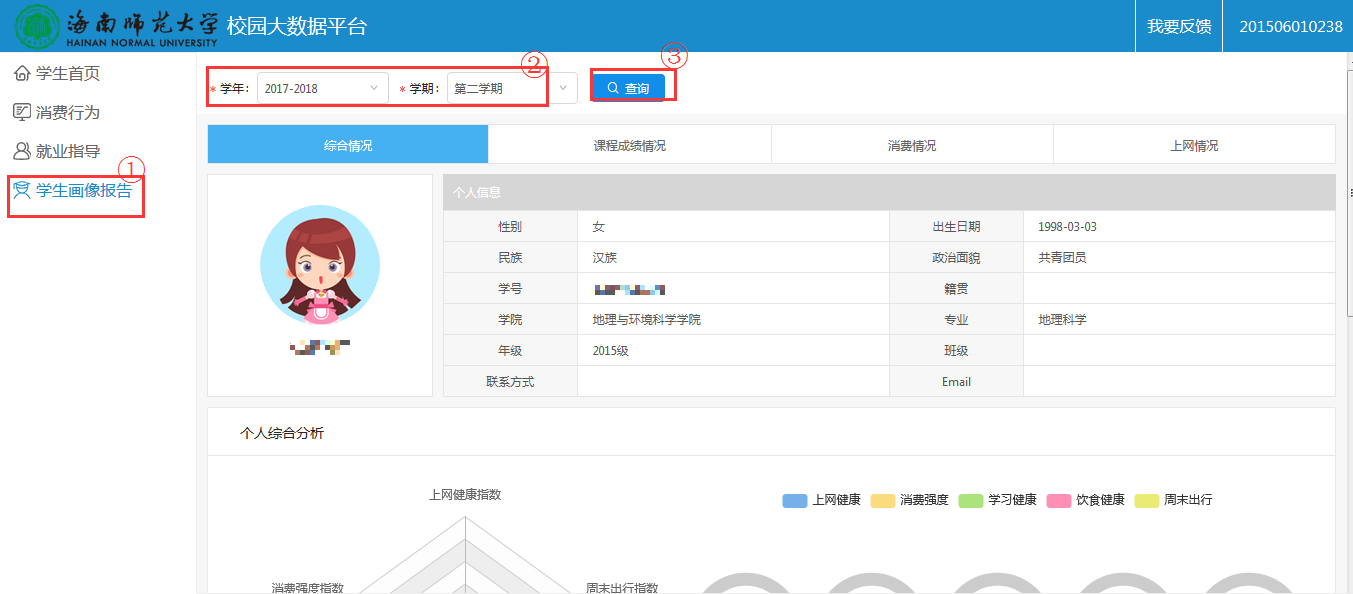 海南师范大学 校园大数据平台 我要反馈 201506010238
HAINAN NORMAL UNIVERSITY
学生首页
消费行为
就业指导
①
学生画像报告
②
③
* 学年: 2017-2018 * 学期: 第二学期 查询
综合情况 课程成绩情况 消费情况 上网情况
个人信息
性别 女 出生日期 1998-03-03
民族 汉族 政治面貌 共青团员
学号 籍贯
学院 地理与环境科学学院 专业 地理科学
年级 2015级 班级
联系方式 Email
个人综合分析
上网健康指数
上网健康 消费强度 学习健康 饮食健康 周末出行
消费强度指数 周末出行指数